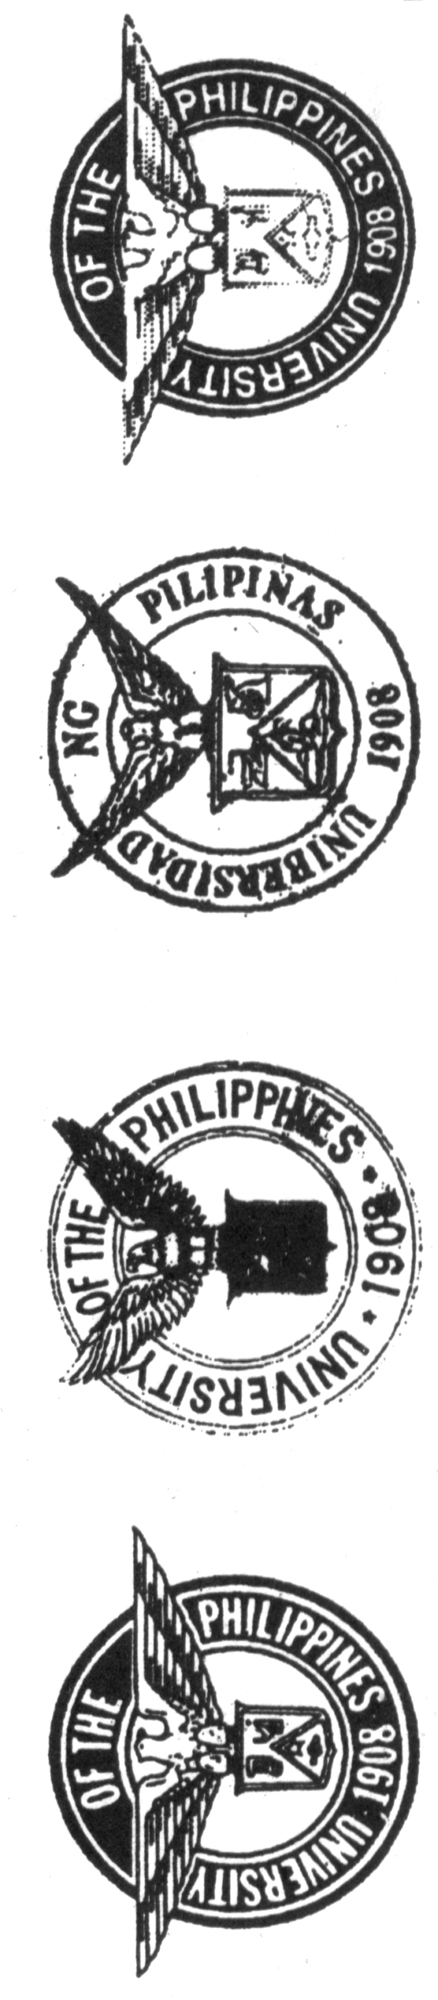 UNIVERSITY OF THE PHILIPPINES 1908
UNIBERSIDAD NG PILIPINAS 1908
UNIVERSITY OF THE PHILIPPINES * 1908 *
UNIVERSITY OF THE PHILIPPINES 1908